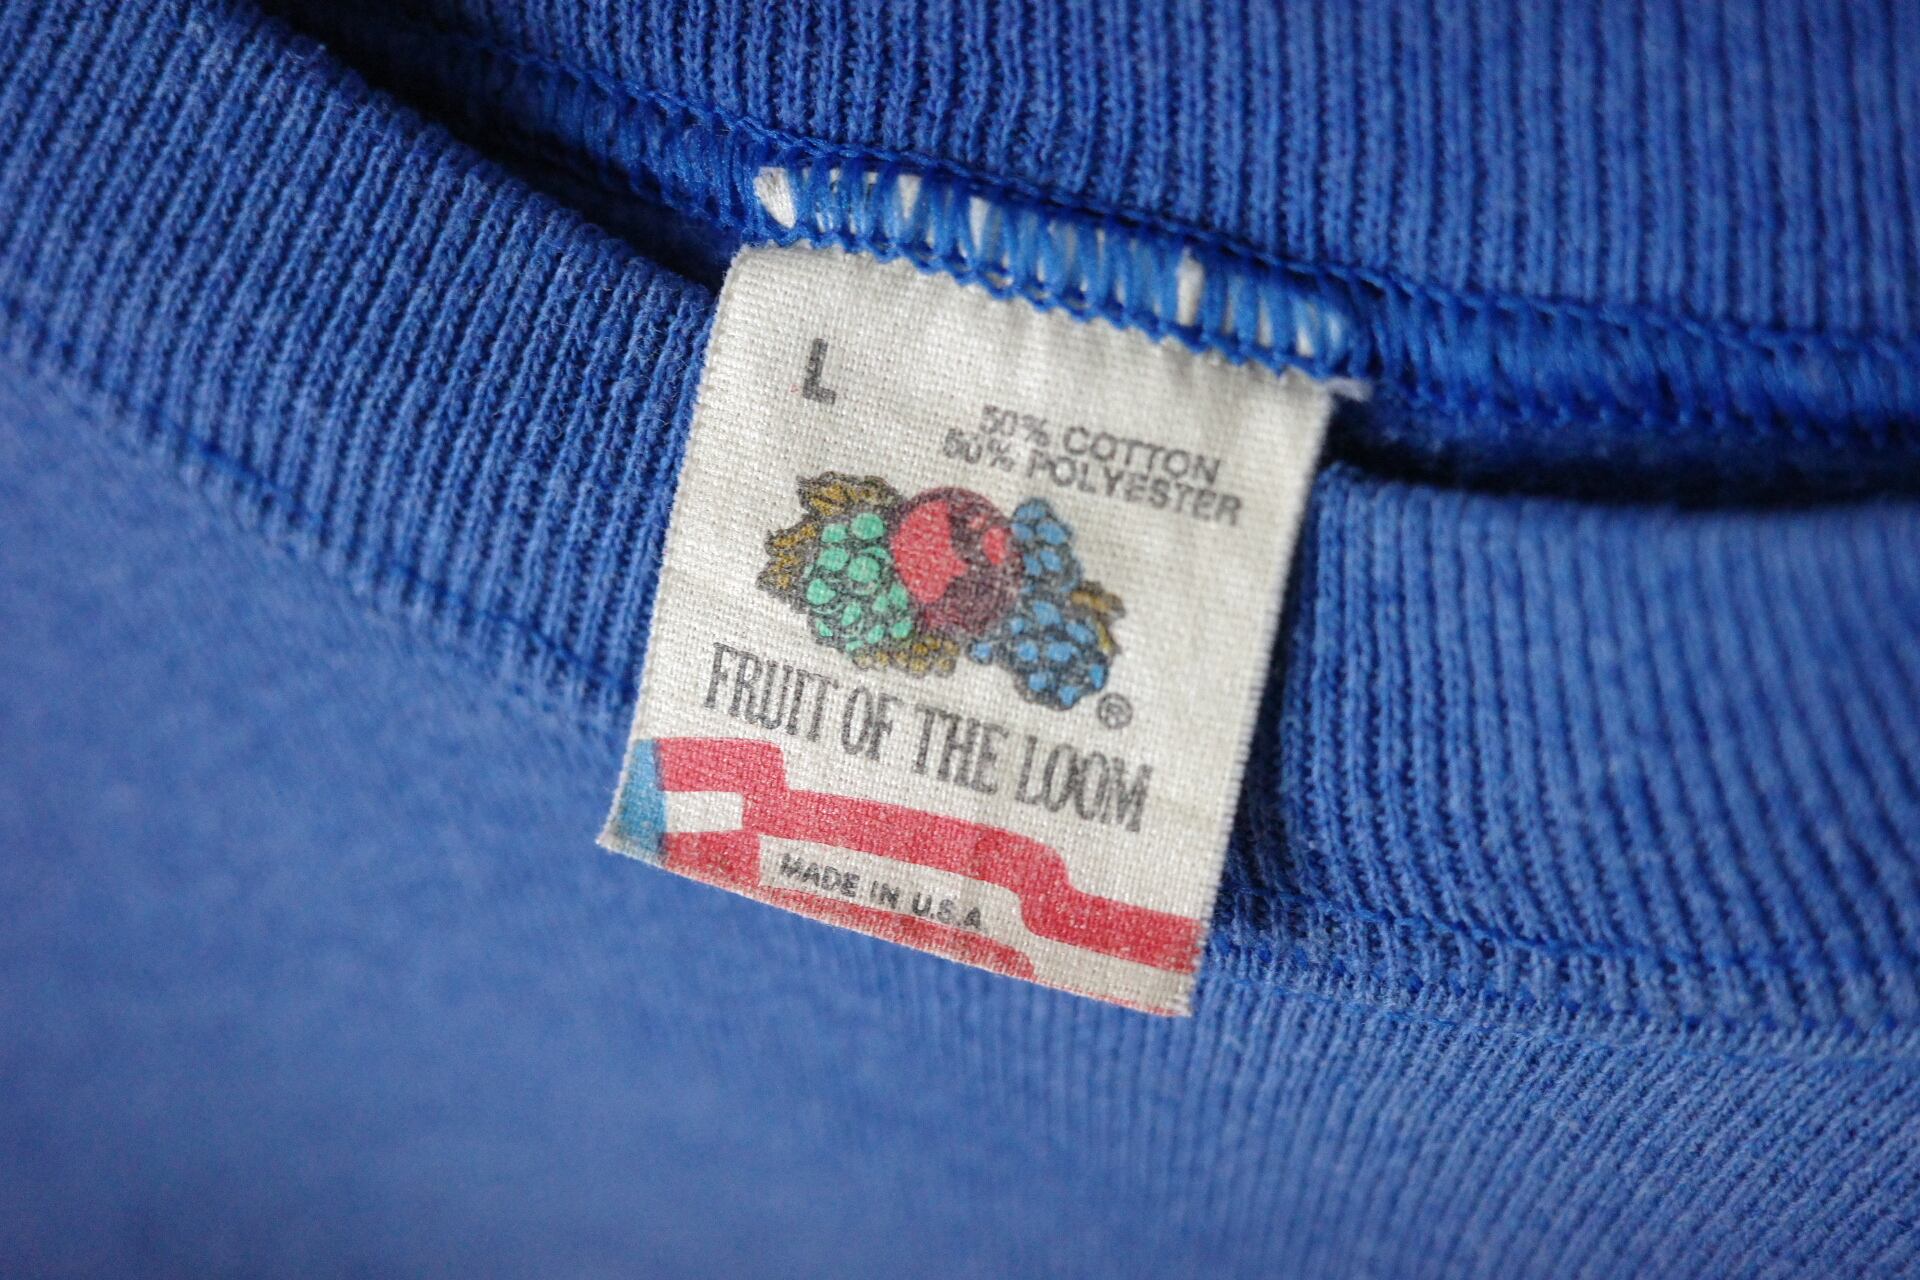 L
50% COTTON
50% POLYESTER
FRUIT OF THE LOOM®
MADE IN U.S.A